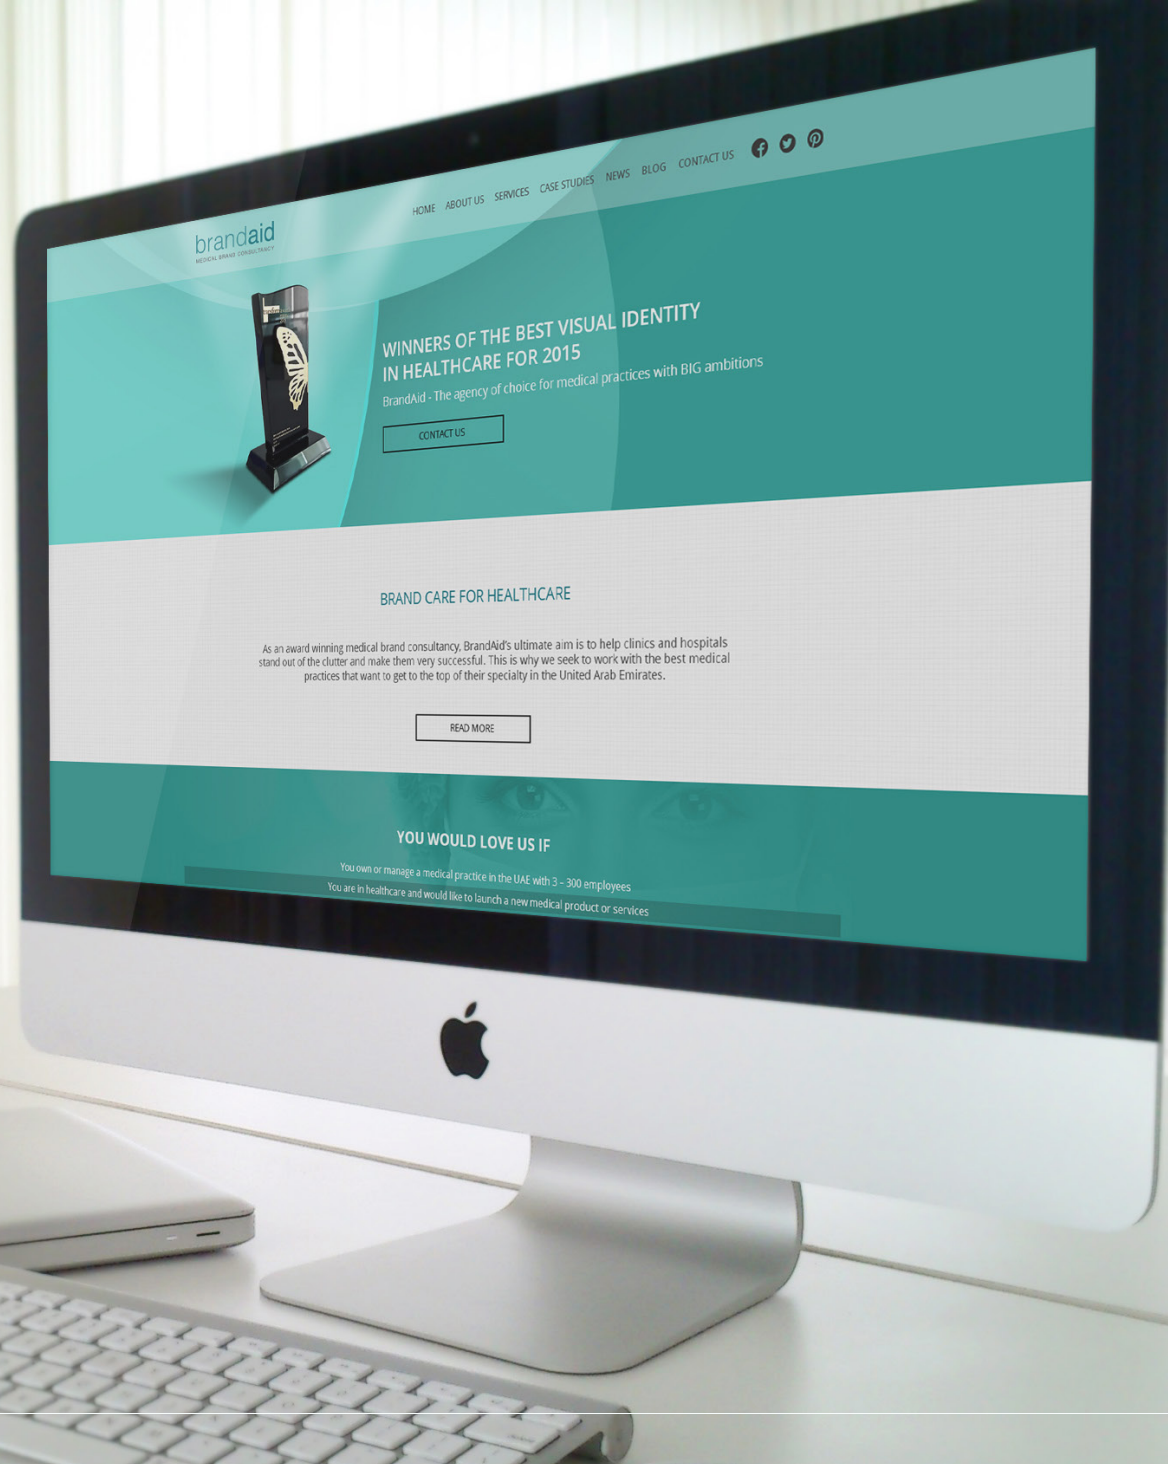 brandaid
MEDICAL BRAND CONSULTANCY
HOME ABOUT US SERVICES CASE STUDIES NEWS BLOG CONTACT US
WINNERS OF THE BEST VISUAL IDENTITY
IN HEALTHCARE FOR 2015
BrandAid - The agency of choice for medical practices with BIG ambitions
CONTACT US
BRAND CARE FOR HEALTHCARE
As an award winning medical brand consultancy, BrandAid's ultimate aim is to help clinics and hospitals
stand out of the clutter and make them very successful. This is why we seek to work with the best medical
practices that want to get to the top of their specialty in the United Arab Emirates.
READ MORE
YOU WOULD LOVE US IF
You own or manage a medical practice in the UAE with 3 – 300 employees
You are in healthcare and would like to launch a new medical product or services